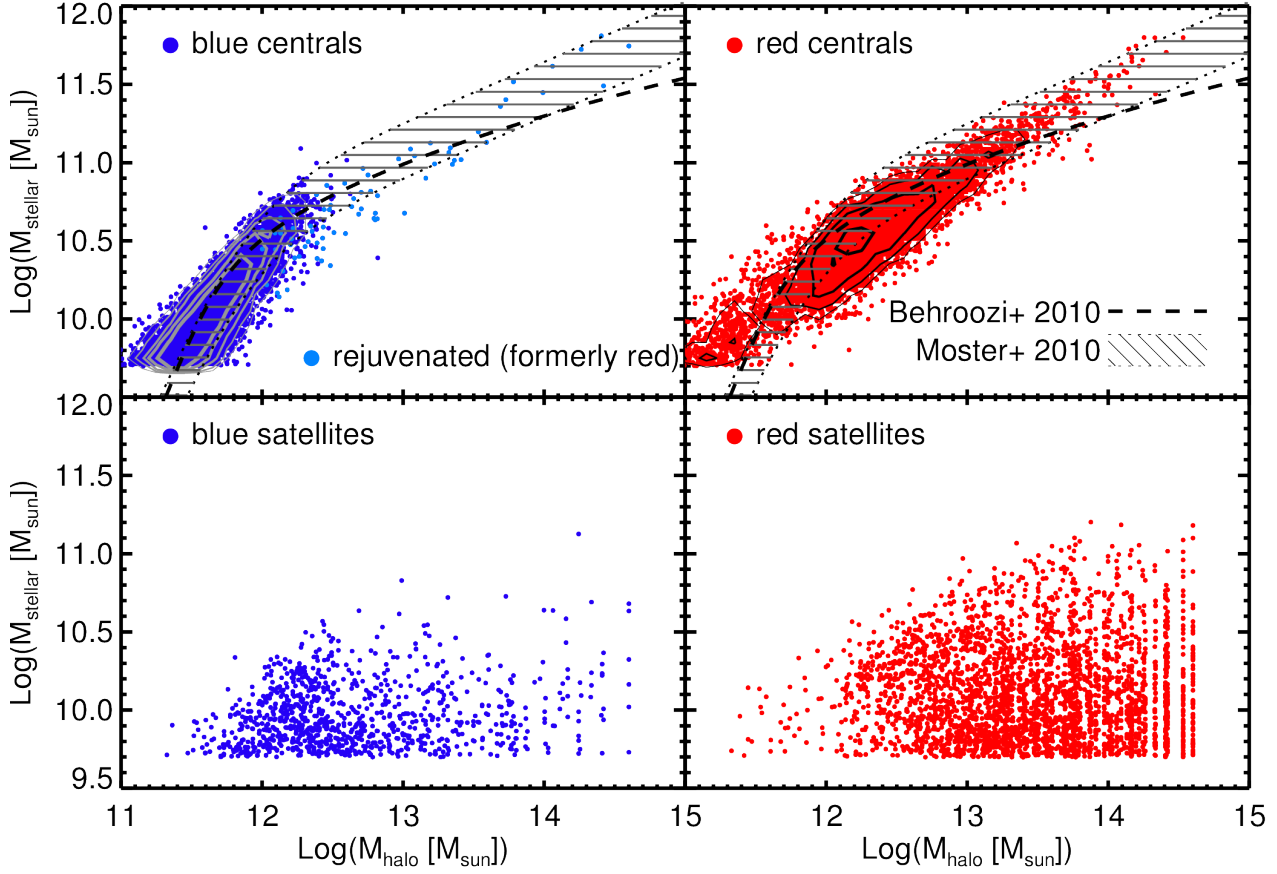 12.0
blue centrals
red centrals
11.5
11.0
10.5
10.0
Log(M_stellar [M_sun])
rejuvenated (formerly red)
Behroozi+ 2010
Moster+ 2010
12.0
blue satellites
red satellites
11.5
11.0
10.5
10.0
9.5
Log(M_stellar [M_sun])
11 12 13 14 15 12 13 14 15
Log(M_halo [M_sun]) Log(M_halo [M_sun])